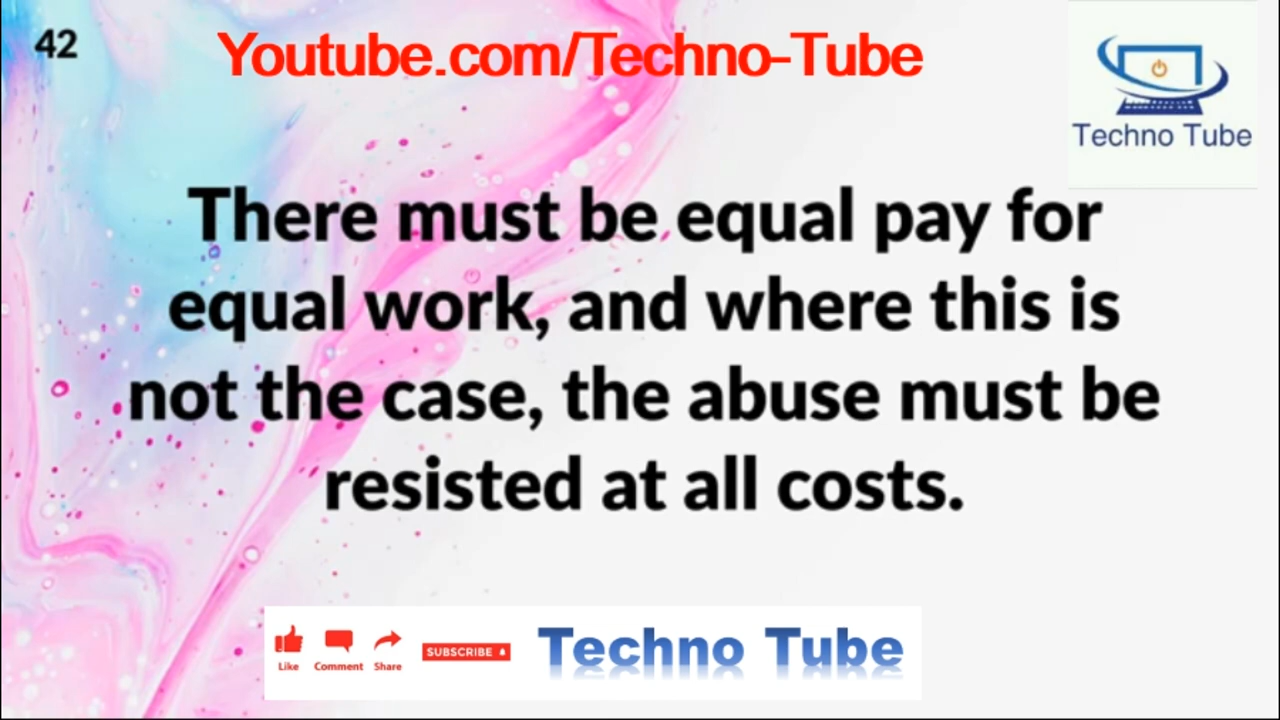 42
Youtube.com/Techno-Tube
Techno Tube
There must be equal pay for
equal work, and where this is
not the case, the abuse must be
resisted at all costs.
Like Comment Share
SUBSCRIBE
Techno Tube